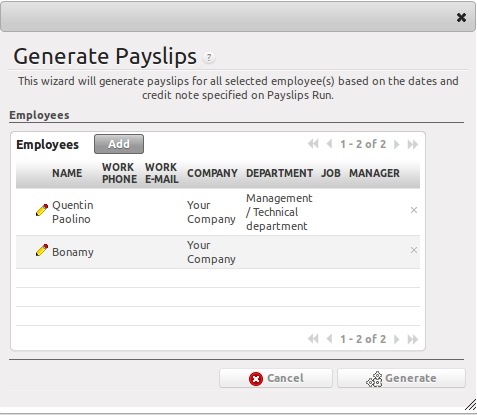 Generate Payslips ?
This wizard will generate payslips for all selected employee(s) based on the dates and
credit note specified on Payslips Run.
Employees
Employees Add 1 - 2 of 2
NAME WORK PHONE WORK E-MAIL COMPANY DEPARTMENT JOB MANAGER
Quentin Paolino Your Company Management / Technical department
Bonamy Your Company
1 - 2 of 2
Cancel Generate